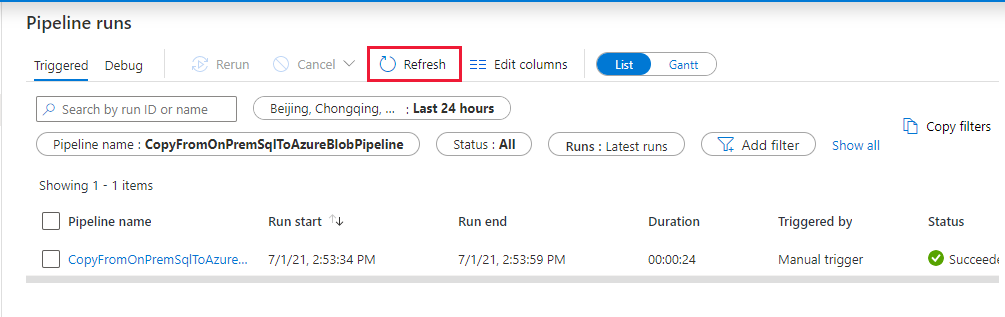 Pipeline runs
Triggered Debug Rerun Cancel Refresh Edit columns List Gantt
Search by run ID or name Beijing, Chongqing, ... : Last 24 hours
Copy filters
Pipeline name : CopyFromOnPremSqlToAzureBlobPipeline Status : All Runs : Latest runs Add filter Show all
Showing 1 - 1 items
Pipeline name Run start Run end Duration Triggered by Status
CopyFromOnPremSqlToAzure... 7/1/21, 2:53:34 PM 7/1/21, 2:53:59 PM 00:00:24 Manual trigger Succeede